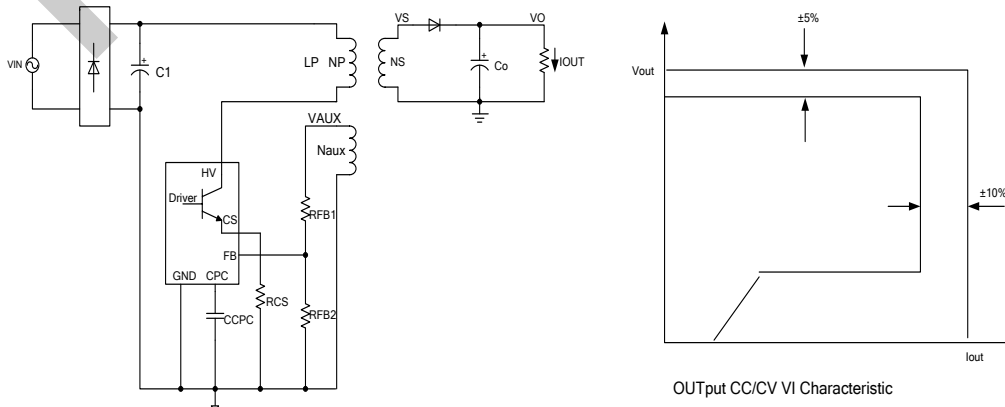 VS
VO
±5%
VIN
+
C1
LP NP
NS
+
Co
IOUT
Vout
VAUX
Naux
HV
Driver
CS
RFB1
±10%
FB
GND CPC
CCPC
RCS
RFB2
Iout
OUTput CC/CV VI Characteristic